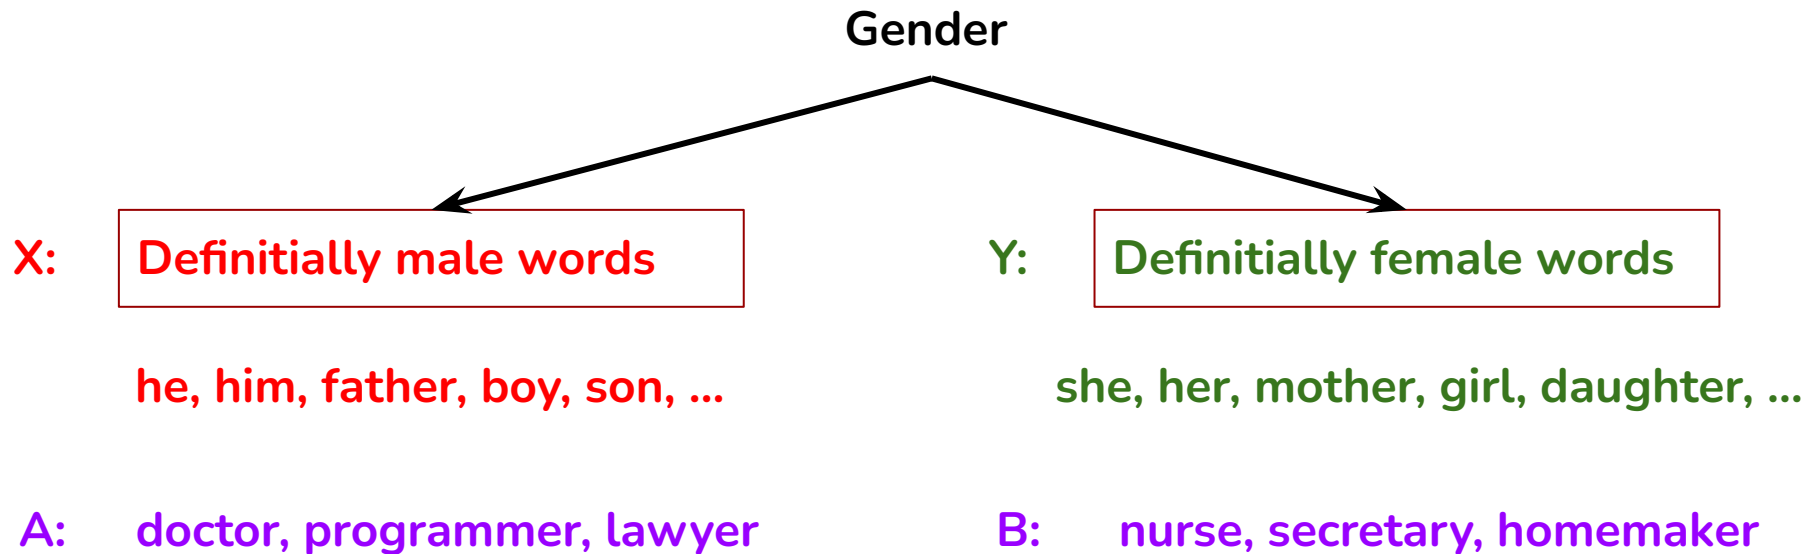 Gender
X: Definitially male words
Y: Definitially female words
he, him, father, boy, son, ...
she, her, mother, girl, daughter, ...
A: doctor, programmer, lawyer
B: nurse, secretary, homemaker